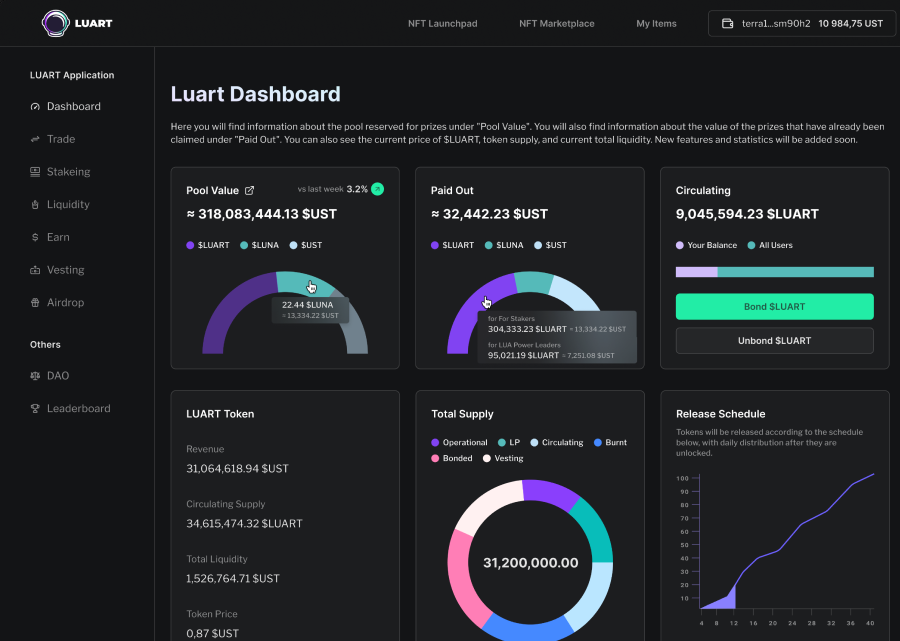 LUART
NFT Launchpad
NFT Marketplace
My Items
terra1...sm90h2 10 984,75 UST
LUART Application
Dashboard
Trade
Stakeing
Liquidity
Earn
Vesting
Airdrop
Others
DAO
Leaderboard
Luart Dashboard
Here you will find information about the pool reserved for prizes under "Pool Value". You will also find information about the value of the prizes that have already been
claimed under "Paid Out". You can also see the current price of $LUART, token supply, and current total liquidity. New features and statistics will be added soon.
Pool Value
vs last week 3.2%
≈ 318,083,444.13 $UST
$LUART $LUNA $UST
22.44 $LUNA
≈ 13,334.22 $UST
Paid Out
≈ 32,442.23 $UST
$LUART $LUNA $UST
for For Stakers
304,333.23 $LUART ≈ 13,334.22 $UST
for LUA Power Leaders
95,021.19 $LUART ≈ 7,251.08 $UST
Circulating
9,045,594.23 $LUART
Your Balance All Users
Bond $LUART
Unbond $LUART
LUART Token
Revenue
31,064,618.94 $UST
Circulating Supply
34,615,474.32 $LUART
Total Liquidity
1,526,764.71 $UST
Token Price
0,87 $UST
Total Supply
Operational LP Circulating Burnt
Bonded Vesting
31,200,000.00
Release Schedule
Tokens will be released according to the schedule
below, with daily distribution after they are
unlocked.
100
90
80
70
60
50
40
30
20
10
4 8 12 16 20 24 28 32 36 40